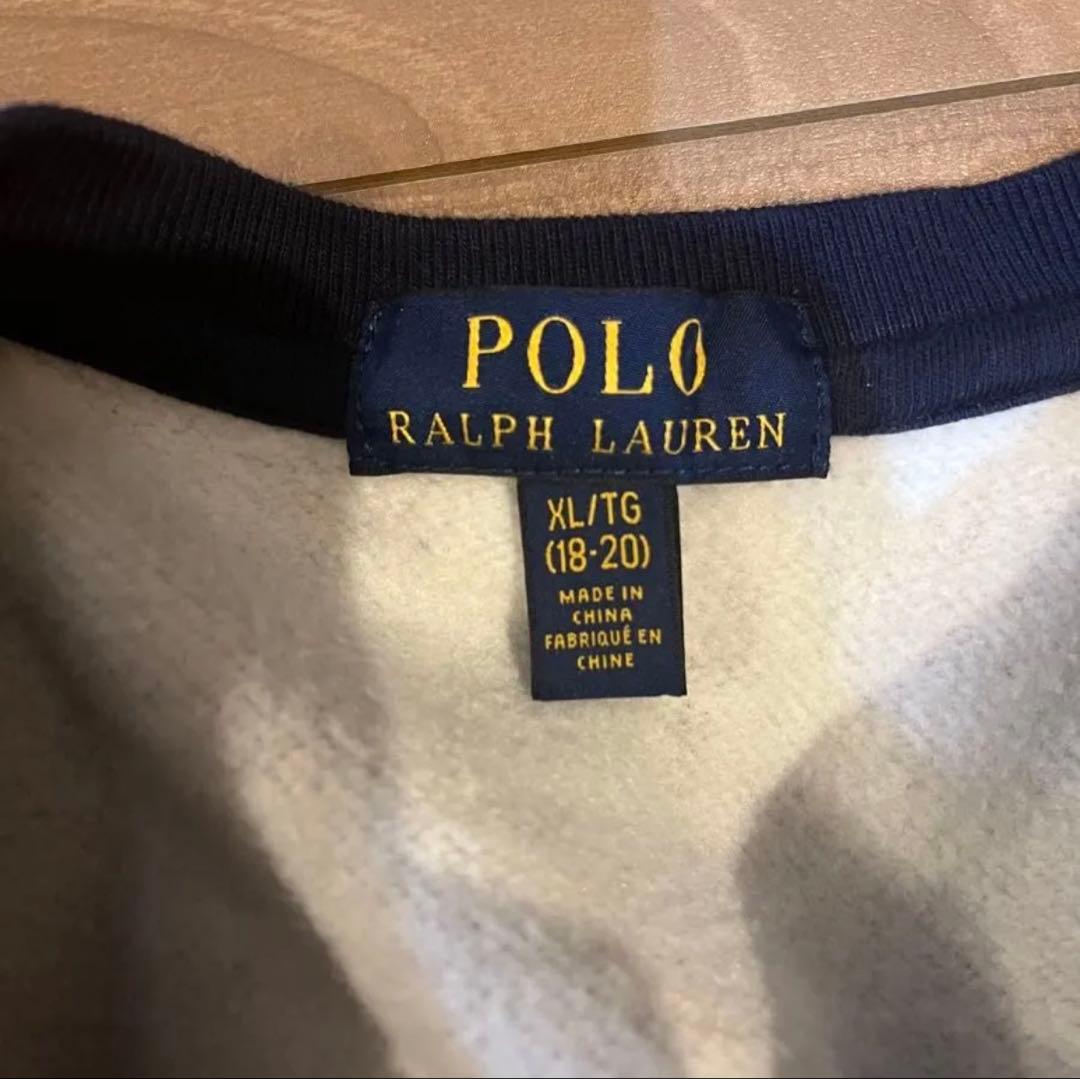 POLO
RALPH LAUREN
XL/TG
(18-20)
MADE IN
CHINA
FABRIQUÉ EN
CHINE